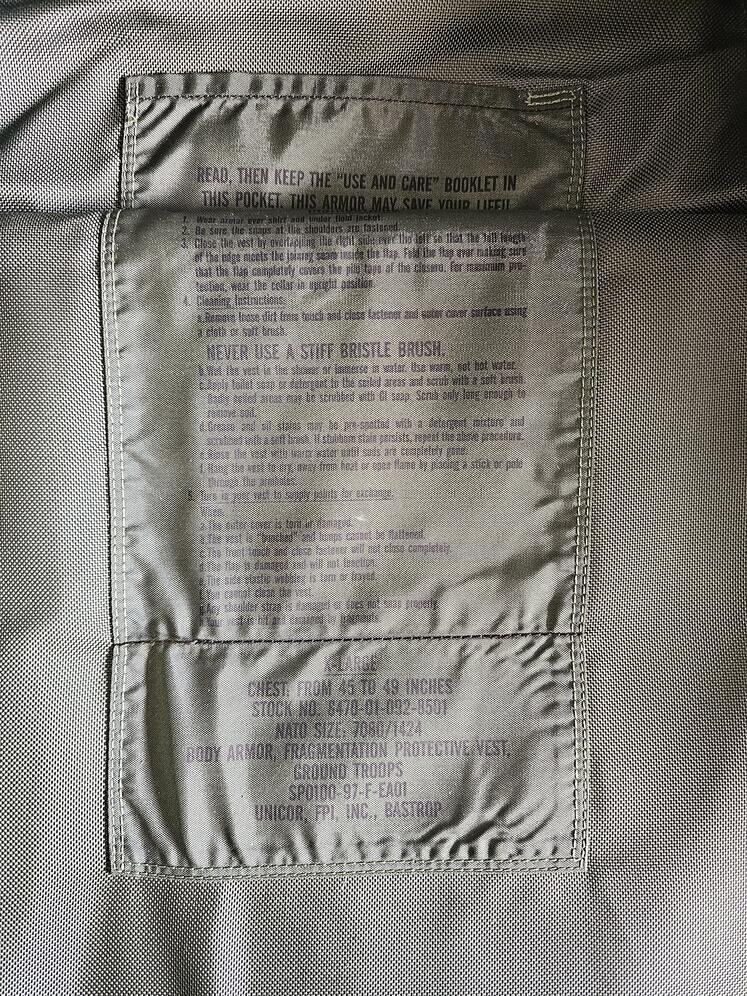 READ, THEN KEEP THE "USE AND CARE" BOOKLET IN
THIS POCKET. THIS ARMOR MAY SAVE YOUR LIFE!!
1. Wear armor over shirt and under field jacket.
2. Be sure the snaps at the shoulders are fastened.
3. Close the vest by overlapping the right side over the left so that the full length
of the edge meets the joining seam inside the flap. Fold the flap over making sure
that the flap completely covers the pile tape of the closure. For maximum pro-
tection, wear the collar in upright position.
4. Cleaning Instructions:
a. Remove loose dirt from touch and close fastener and outer cover surface using
a cloth or soft brush.
NEVER USE A STIFF BRISTLE BRUSH.
b. Wet the vest in the shower or immerse in water. Use warm, not hot water.
c. Apply toilet soap or detergent to the soiled areas and scrub with a soft brush.
Badly soiled areas may be scrubbed with GI soap. Scrub only long enough to
remove soil.
d. Grease and oil stains may be pre-spotted with a detergent mixture and
scrubbed with a soft brush. If stubborn stain persists, repeat the above procedure.
e. Rinse the vest with warm water until suds are completely gone.
f. Hang the vest to dry, away from heat or open flame by placing a stick or pole
through the armholes.
5. Turn in your vest to supply points for exchange.
When:
a. The outer cover is torn or damaged.
b. The vest is "bunched" and lumps cannot be flattened.
c. The front touch and close fastener will not close completely.
d. The flap is damaged and will not function.
e. The side elastic webbing is torn or frayed.
f. You cannot clean the vest.
g. Any shoulder strap is damaged or does not snap properly.
h. Your vest is hit and damaged by fragments.
X-LARGE
CHEST: FROM 45 TO 49 INCHES
STOCK NO. 8470-01-092-8501
NATO SIZE: 7080/1424
BODY ARMOR, FRAGMENTATION PROTECTIVE VEST,
GROUND TROOPS
SPO100-97-F-EA01
UNICOR, FPI, INC., BASTROP